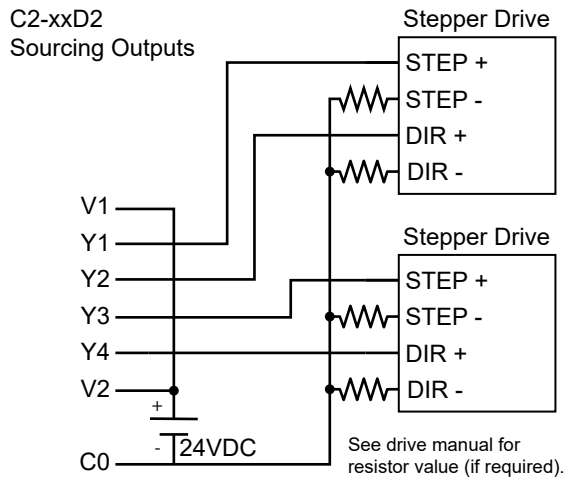 C2-xxD2
Sourcing Outputs
Stepper Drive
STEP +
STEP -
DIR +
DIR -
V1
Y1
Y2
Y3
Y4
V2
+
-
24VDC
C0
Stepper Drive
STEP +
STEP -
DIR +
DIR -
See drive manual for
resistor value (if required).